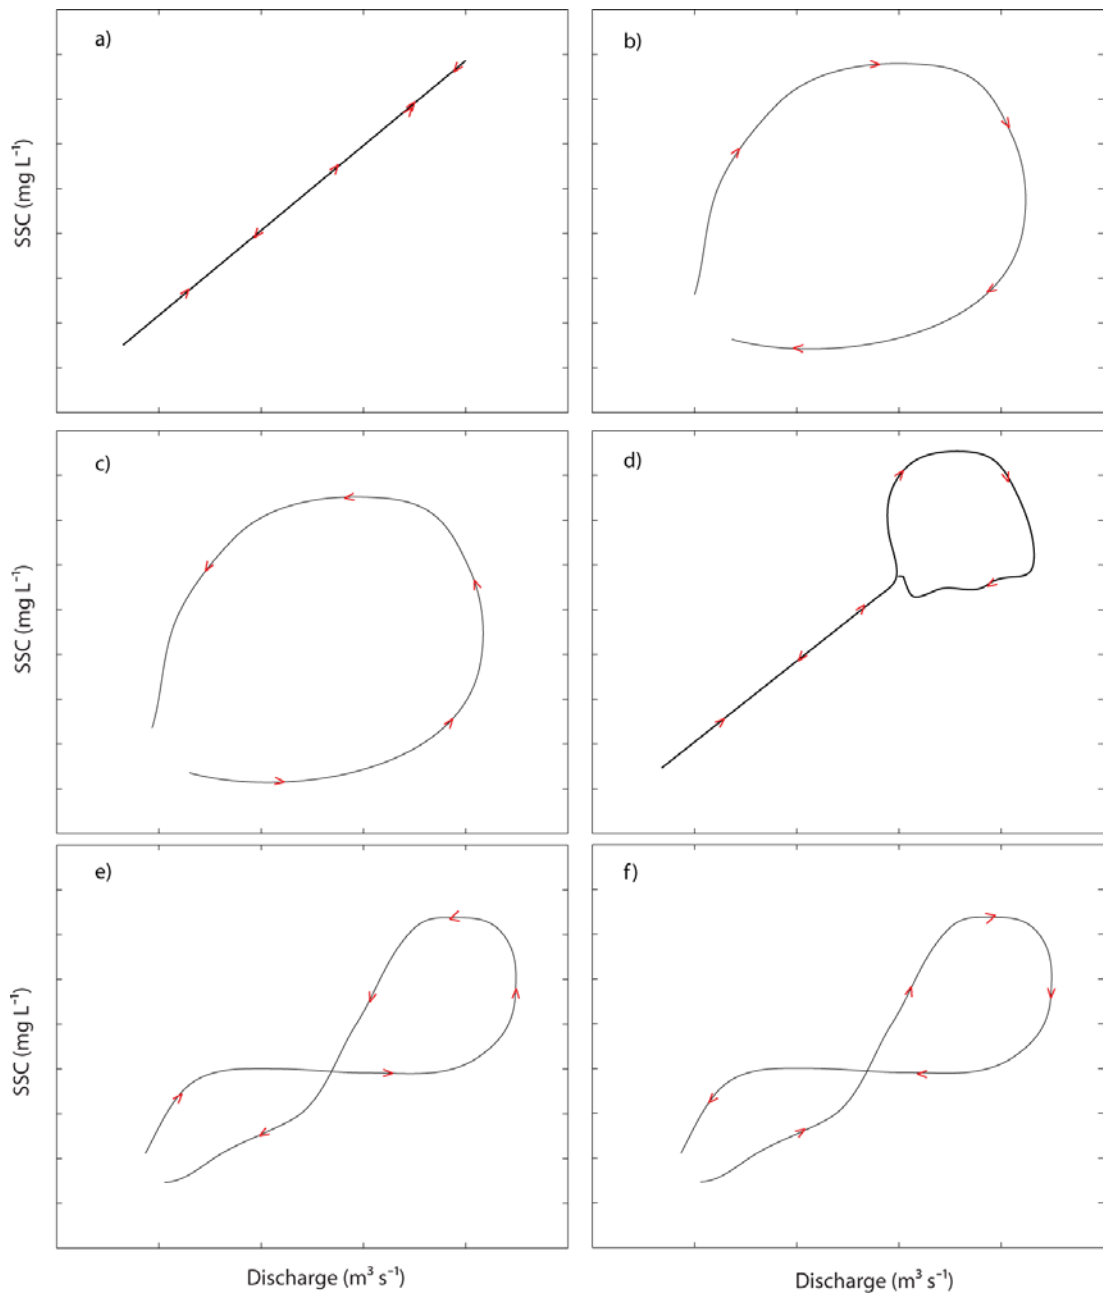 a)
b)
SSC (mg L⁻¹)
c)
d)
SSC (mg L⁻¹)
e)
f)
SSC (mg L⁻¹)
Discharge (m³ s⁻¹)
Discharge (m³ s⁻¹)